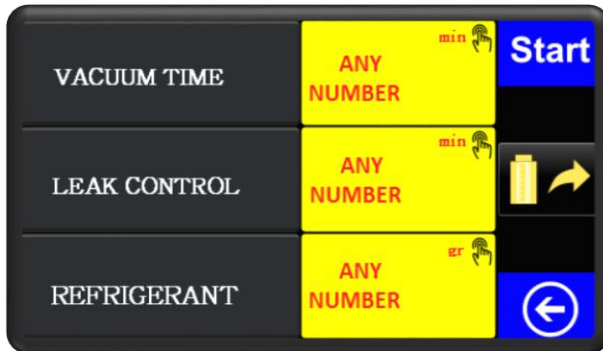 VACUUM TIME
ANY
NUMBER
min
Start
LEAK CONTROL
ANY
NUMBER
min
REFRIGERANT
ANY
NUMBER
gr